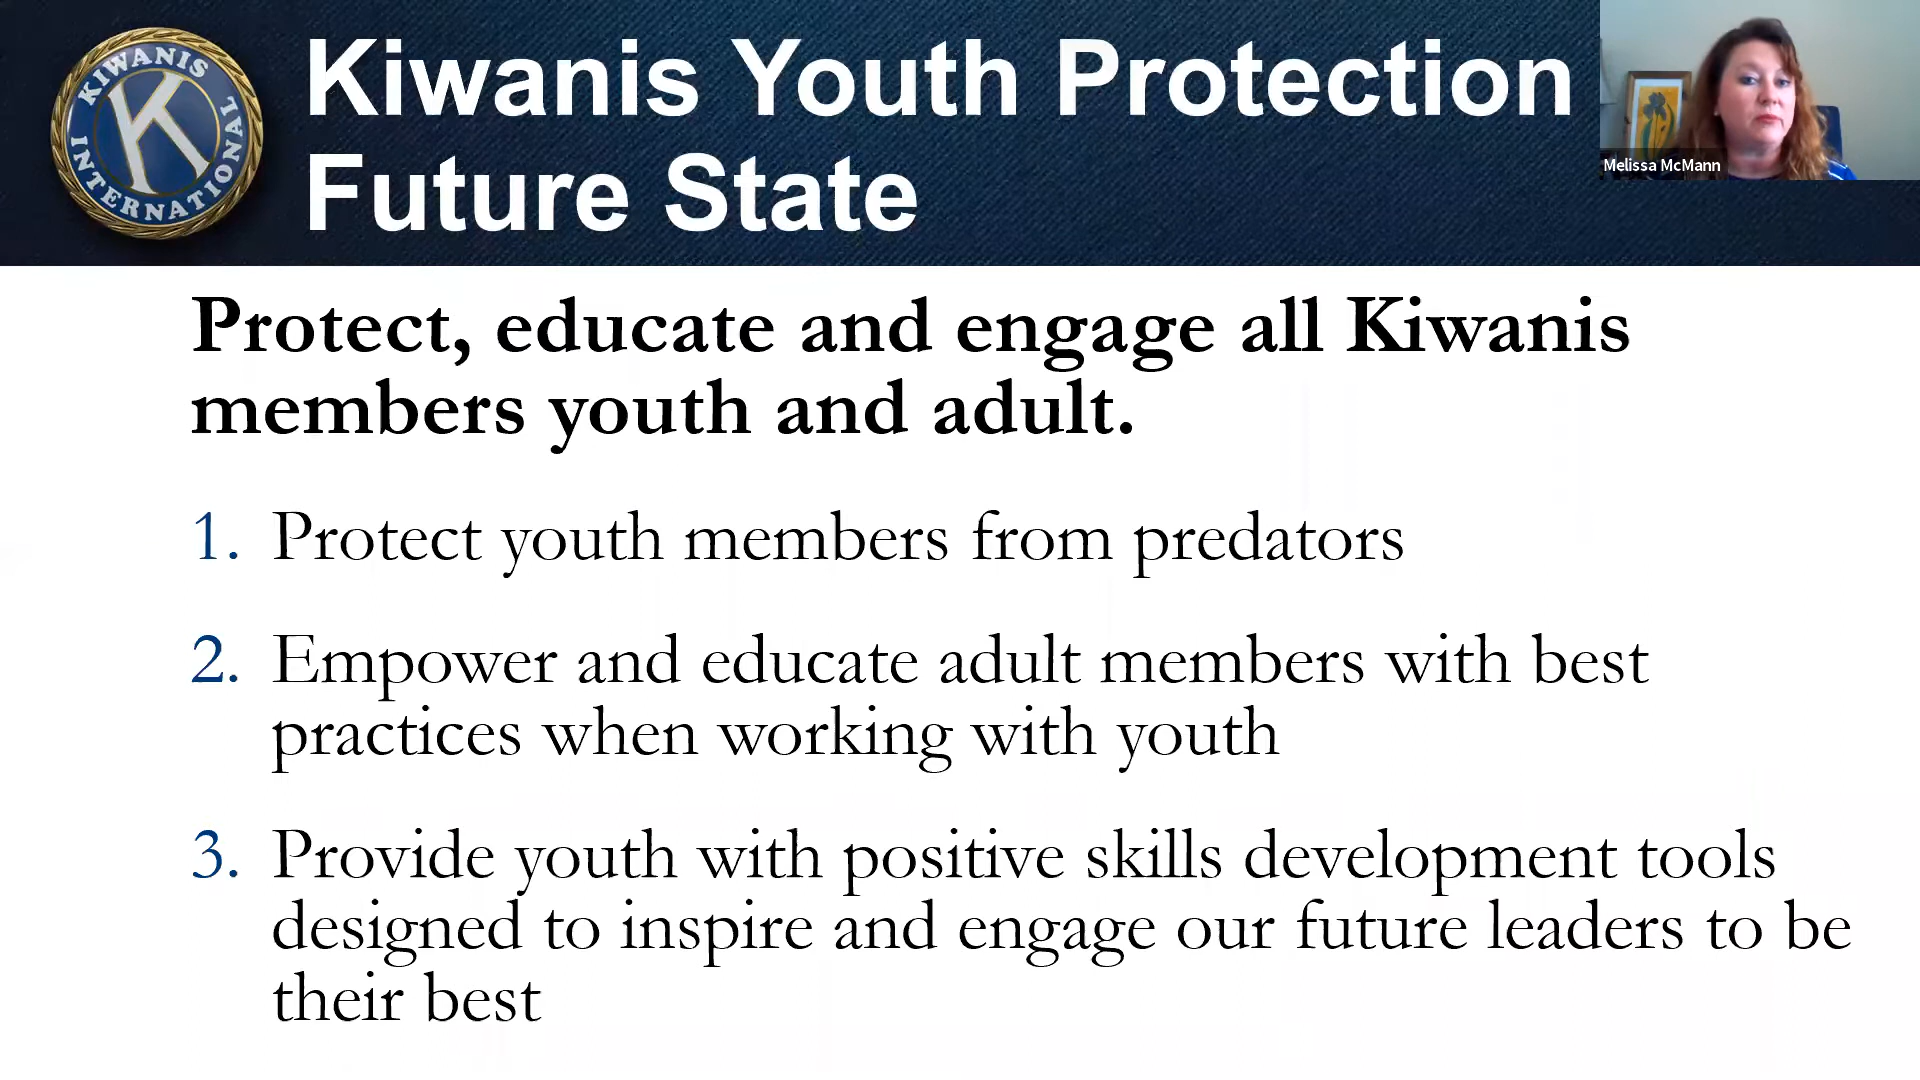 KIWANIS
K
INTERNATIONAL
Kiwanis Youth Protection
Future State
Melissa McMann
Protect, educate and engage all Kiwanis
members youth and adult.
1. Protect youth members from predators
2. Empower and educate adult members with best
practices when working with youth
3. Provide youth with positive skills development tools
designed to inspire and engage our future leaders to be
their best